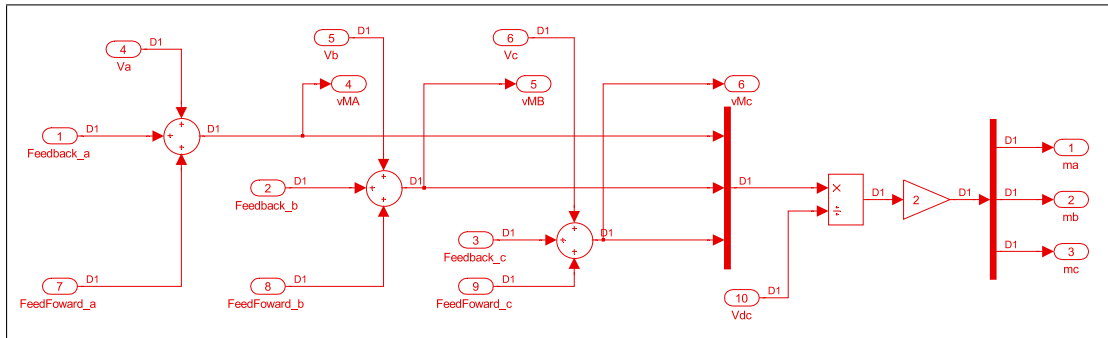 4
D1
Va
5
D1
Vb
6
D1
Vc
4
vMA
5
vMB
6
vMc
1
D1
Feedback_a
+
+
+
D1
2
D1
Feedback_b
+
+
+
D1
3
D1
Feedback_c
+
+
+
D1
7
D1
FeedFoward_a
8
D1
FeedFoward_b
9
D1
FeedFoward_c
D1
10
D1
Vdc
×
÷
D1
2
D1
D1
1
ma
D1
2
mb
D1
3
mc